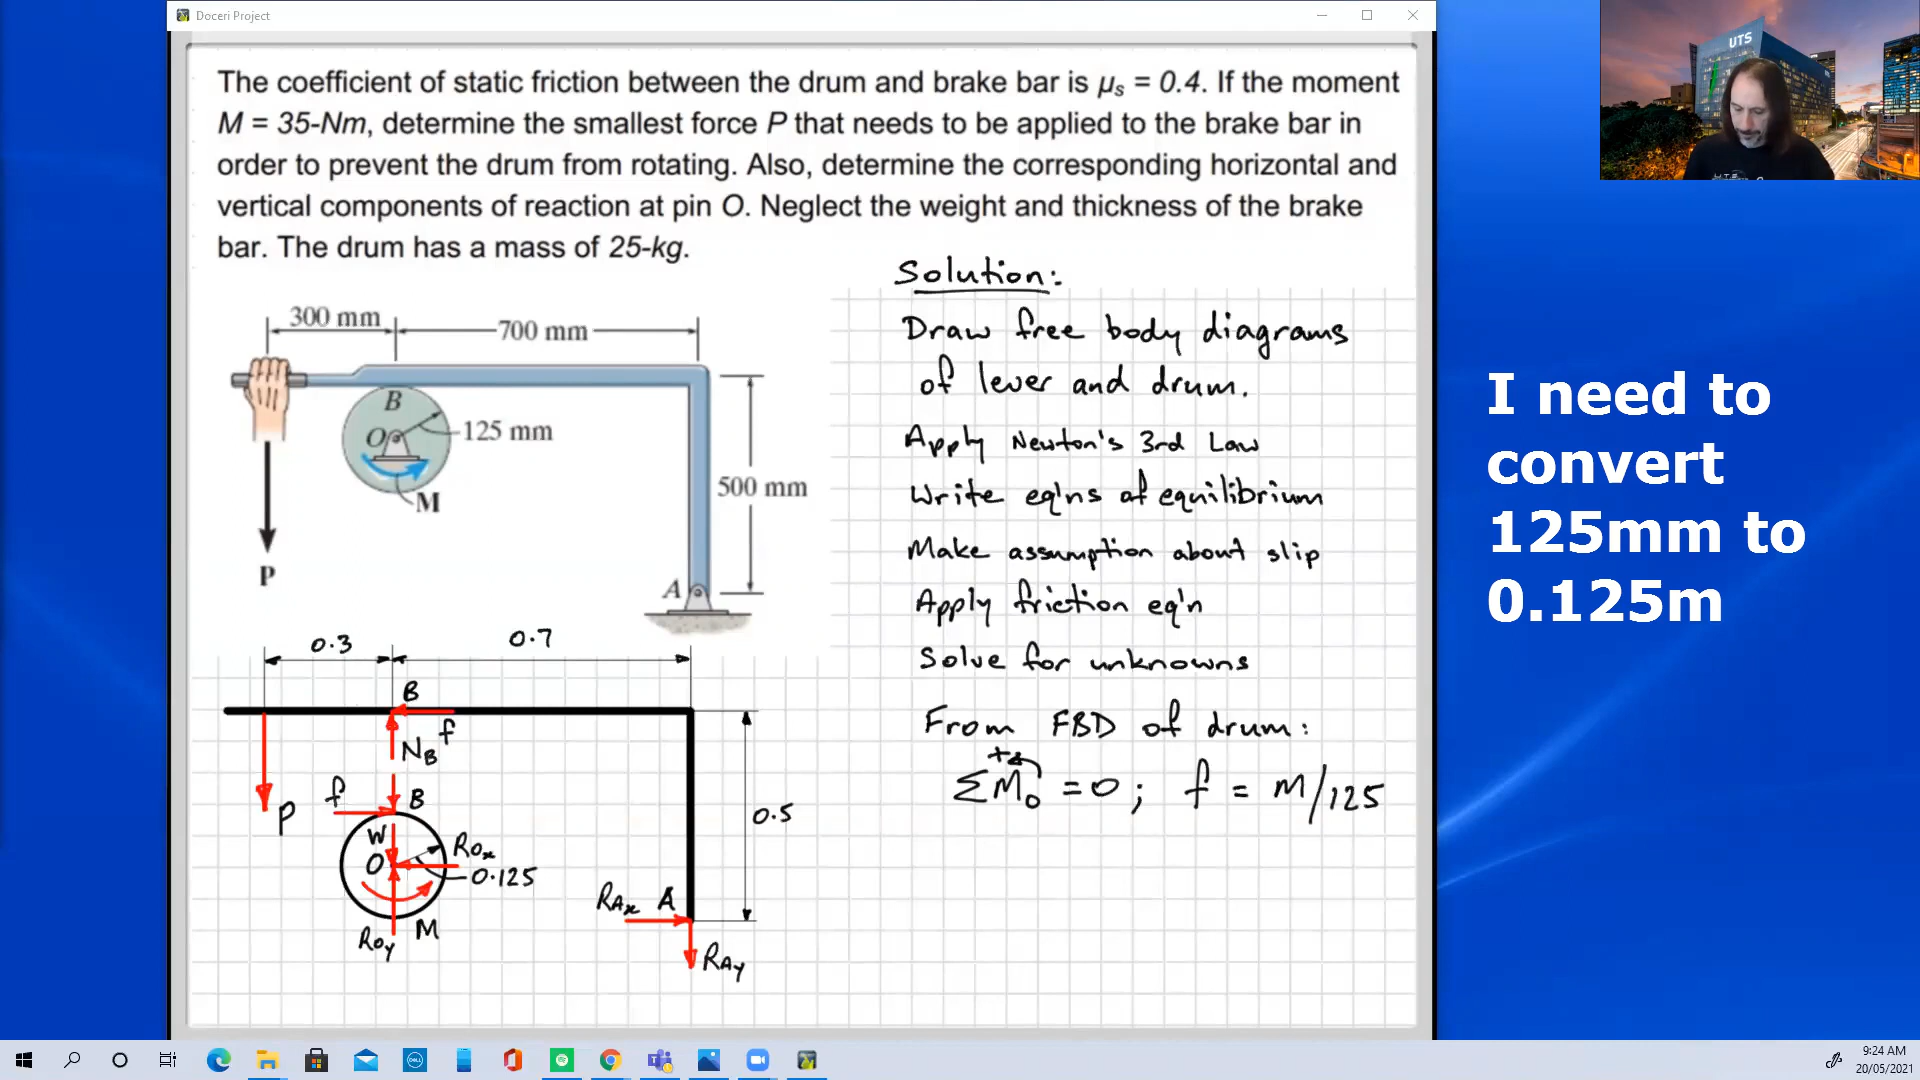 Doceri Project
The coefficient of static friction between the drum and brake bar is μs = 0.4. If the moment
M = 35-Nm, determine the smallest force P that needs to be applied to the brake bar in
order to prevent the drum from rotating. Also, determine the corresponding horizontal and
vertical components of reaction at pin O. Neglect the weight and thickness of the brake
bar. The drum has a mass of 25-kg.
300 mm
700 mm
B
O
125 mm
M
500 mm
P
A
0.3
0.7
B
f
NB
P
f
B
W
O
ROx
0.125
M
ROy
0.5
RAx A
RAy
Solution:
Draw free body diagrams
of lever and drum.
Apply Newton's 3rd Law
Write eq'ns of equilibrium
Make assumption about slip
Apply friction eq'n
Solve for unknowns
From FBD of drum:
+
ΣMO = 0; f = M/125
UTS
I need to
convert
125mm to
0.125m
DELL
9:24 AM
20/05/2021